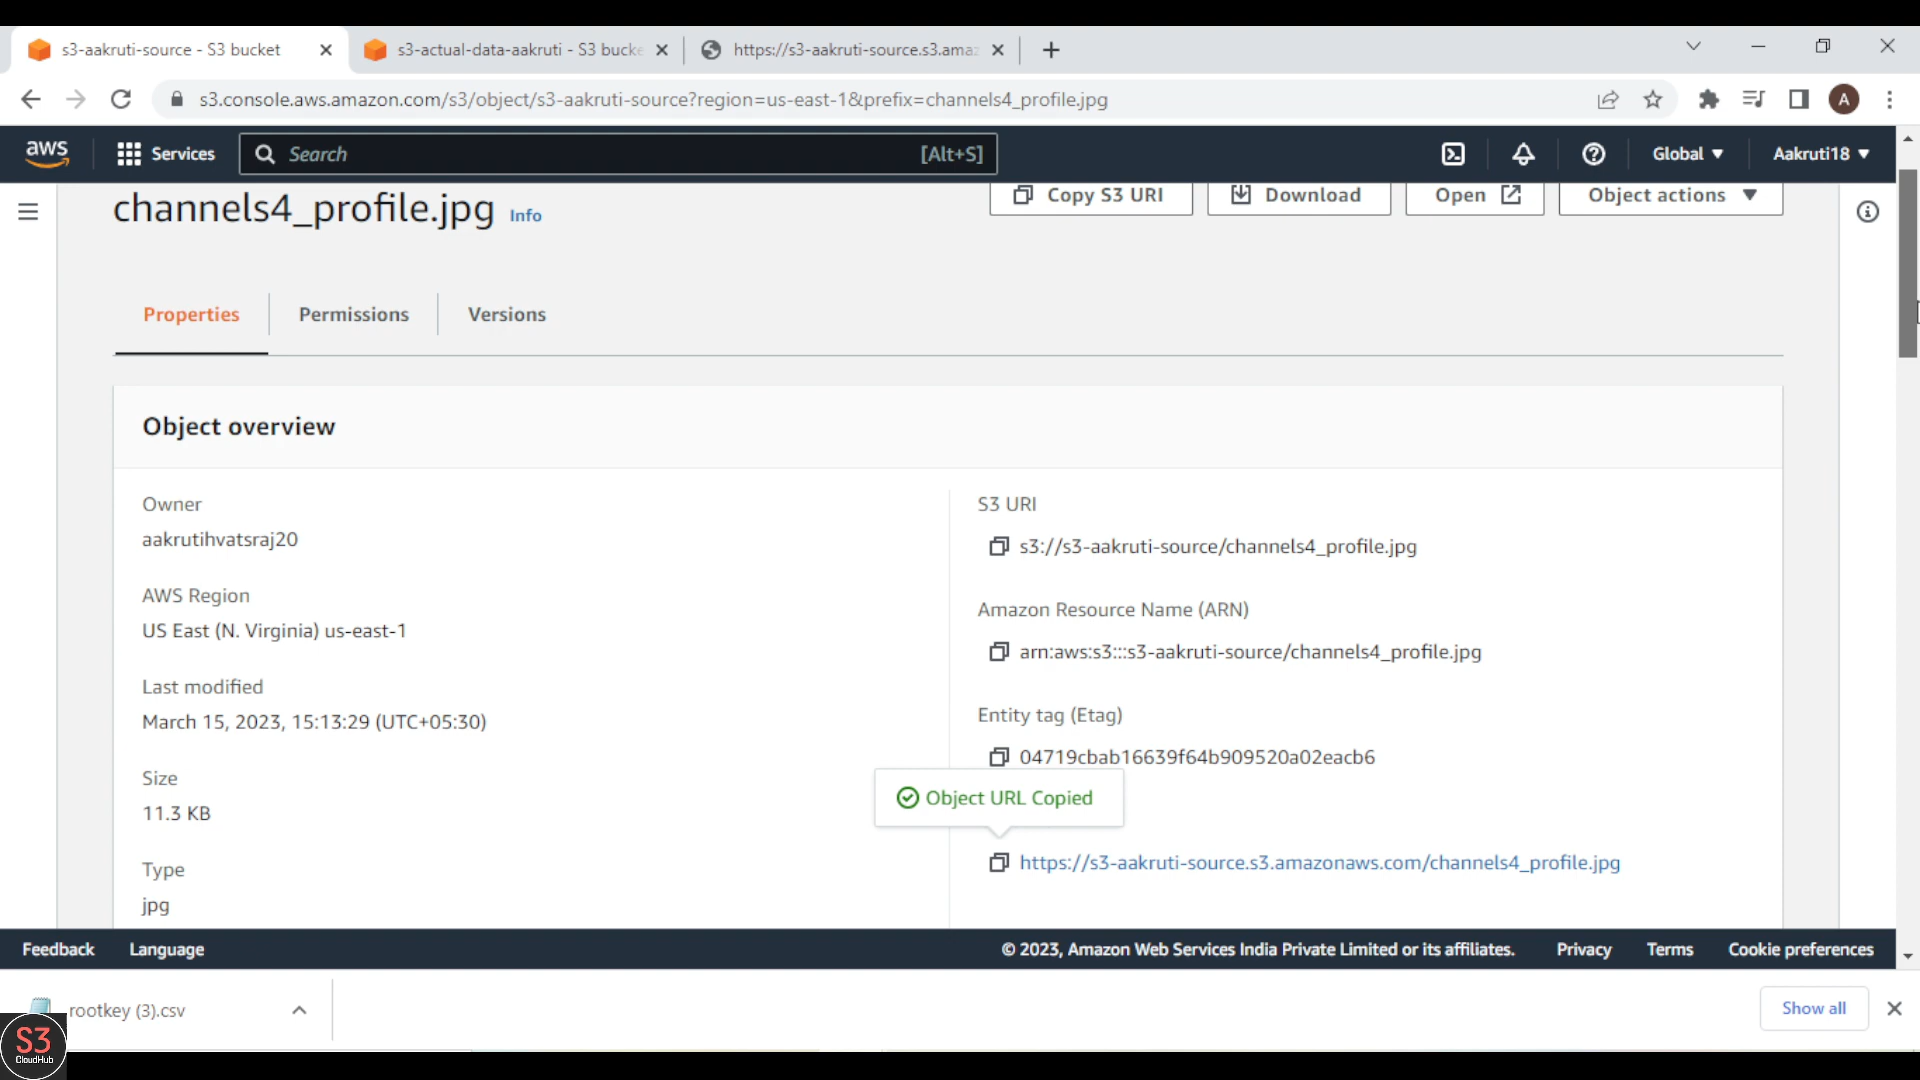 s3-aakruti-source - S3 bucket
s3-actual-data-aakruti - S3 bucke
https://s3-aakruti-source.s3.ama
s3.console.aws.amazon.com/s3/object/s3-aakruti-source?region=us-east-1&prefix=channels4_profile.jpg
A
aws
Services
Search
[Alt+S]
Global
Aakruti18
channels4_profile.jpg
Info
Copy S3 URI
Download
Open
Object actions
Properties
Permissions
Versions
Object overview
Owner
aakrutihvatsraj20
AWS Region
US East (N. Virginia) us-east-1
Last modified
March 15, 2023, 15:13:29 (UTC+05:30)
Size
11.3 KB
Type
jpg
S3 URI
s3://s3-aakruti-source/channels4_profile.jpg
Amazon Resource Name (ARN)
arn:aws:s3:::s3-aakruti-source/channels4_profile.jpg
Entity tag (Etag)
04719cbab16639f64b909520a02eacb6
Object URL Copied
https://s3-aakruti-source.s3.amazonaws.com/channels4_profile.jpg
Feedback
Language
© 2023, Amazon Web Services India Private Limited or its affiliates.
Privacy
Terms
Cookie preferences
rootkey (3).csv
Show all
S3
CloudHub